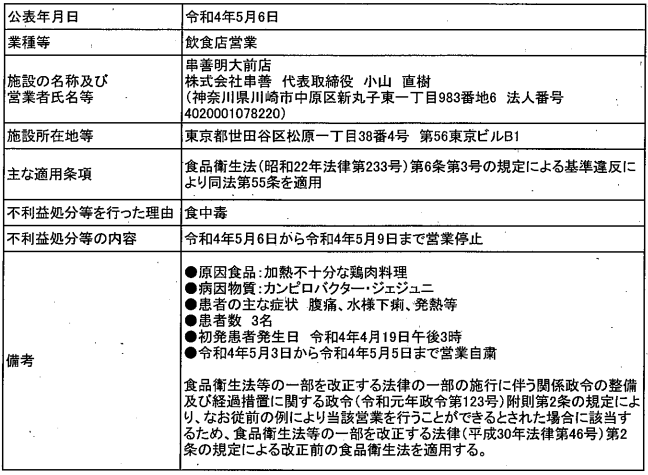 公表年月日
令和4年5月6日
業種等
飲食店営業
施設の名称及び
営業者氏名等
串善明大前店
株式会社串善 代表取締役 小山 直樹
(神奈川県川崎市中原区新丸子東一丁目983番地6 法人番号
4020001078220)
施設所在地等
東京都世田谷区松原一丁目38番4号 第56東京ビルB1
主な適用条項
食品衛生法(昭和22年法律第233号)第6条第3号の規定による基準違反に
より同法第55条を適用
不利益処分等を行った理由
食中毒
不利益処分等の内容
令和4年5月6日から令和4年5月9日まで営業停止
備考
●原因食品:加熱不十分な鶏肉料理
●病因物質:カンピロバクター・ジェジュニ
●患者の主な症状 腹痛、水様下痢、発熱等
●患者数 3名
●初発患者発生日 令和4年4月19日午後3時
●令和4年5月3日から令和4年5月5日まで営業自粛
食品衛生法等の一部を改正する法律の一部の施行に伴う関係政令の整備
及び経過措置に関する政令(令和元年政令第123号)附則第2条の規定によ
り、なお従前の例により当該営業を行うことができるとされた場合に該当す
るため、食品衛生法等の一部を改正する法律(平成30年法律第46号)第2
条の規定による改正前の食品衛生法を適用する。